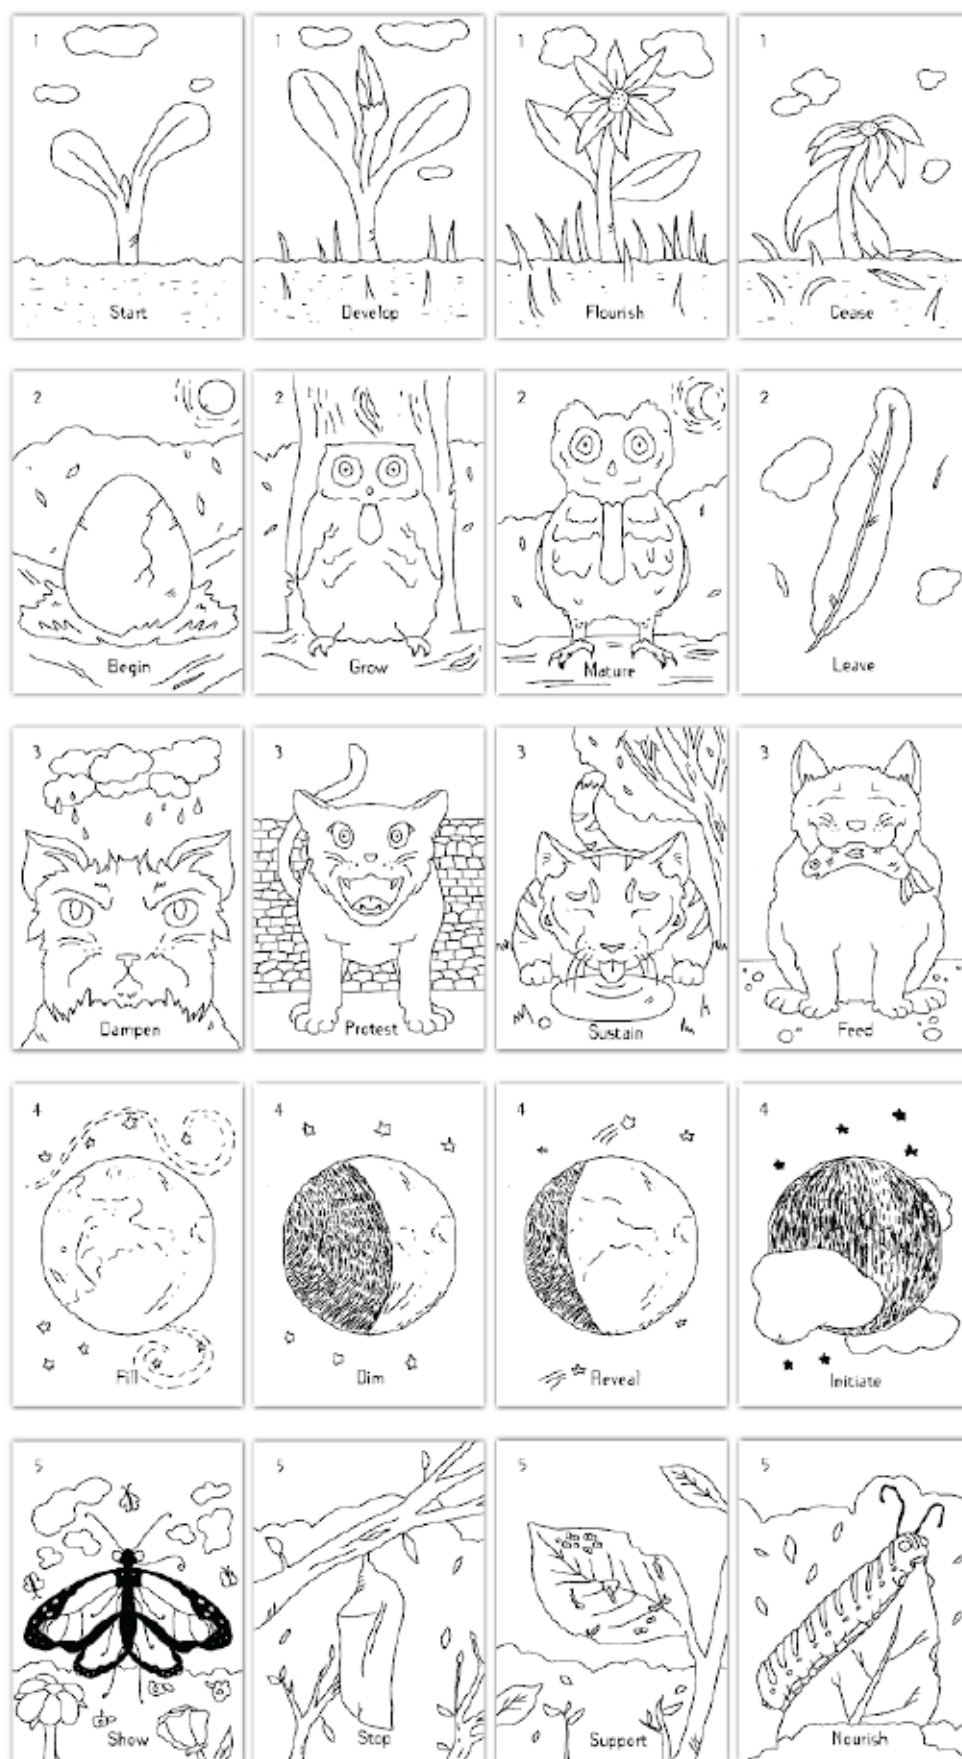 1
1
1
1
Start
Develop
Flourish
Cease
2
2
2
2
Begin
Grow
Mature
Leave
3
3
3
3
Dampen
Protest
Sustain
Feed
4
4
4
4
Fill
Dim
Reveal
Initiate
5
5
5
5
Show
Stop
Support
Nourish